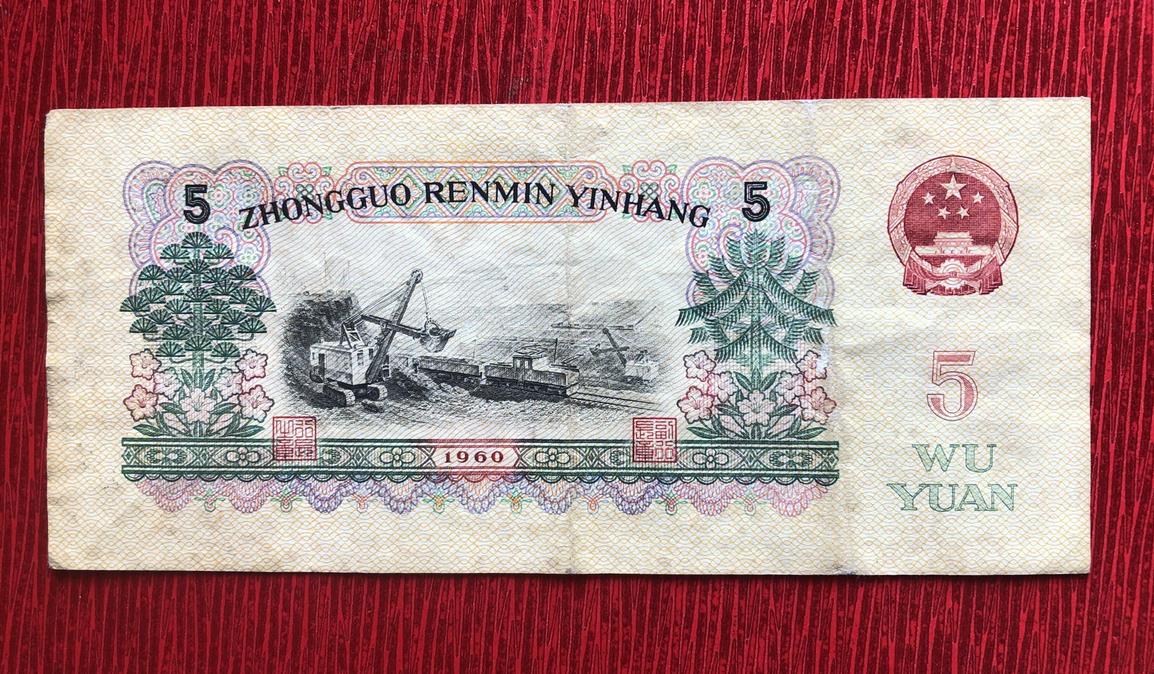 5 ZHONGGUO RENMIN YINHANG 5
1960
5
WU
YUAN